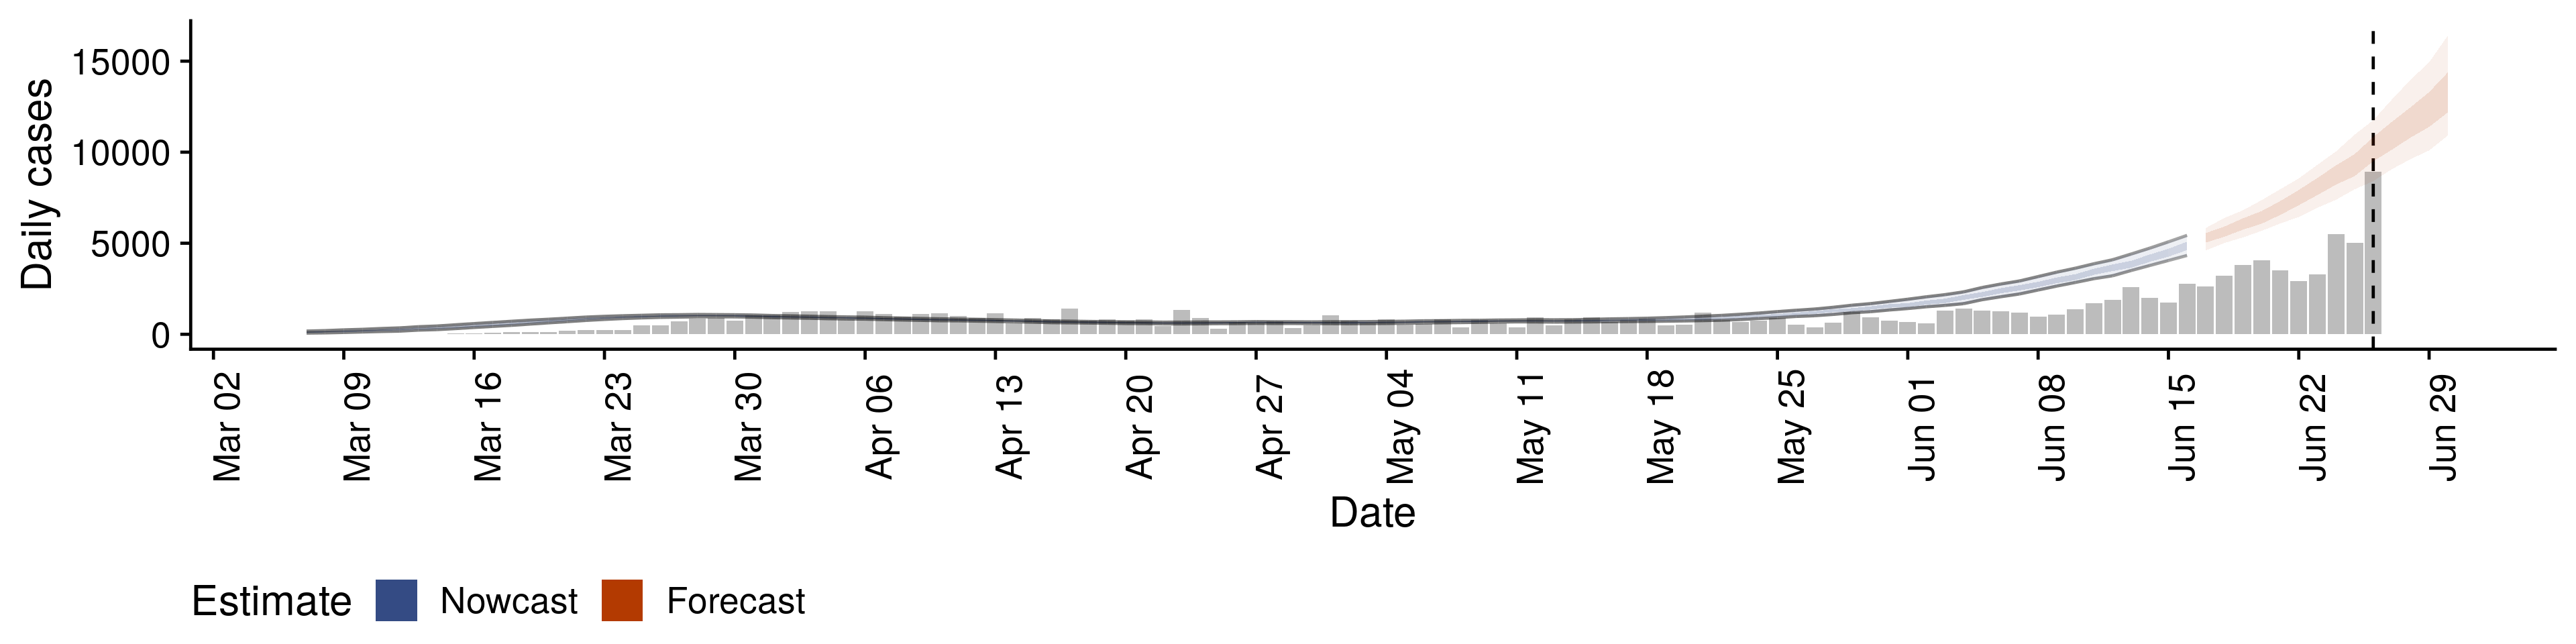 Daily cases
15000
10000
5000
0
Mar 02
Mar 09
Mar 16
Mar 23
Mar 30
Apr 06
Apr 13
Apr 20
Apr 27
May 04
May 11
May 18
May 25
Jun 01
Jun 08
Jun 15
Jun 22
Jun 29
Date
Estimate Nowcast Forecast